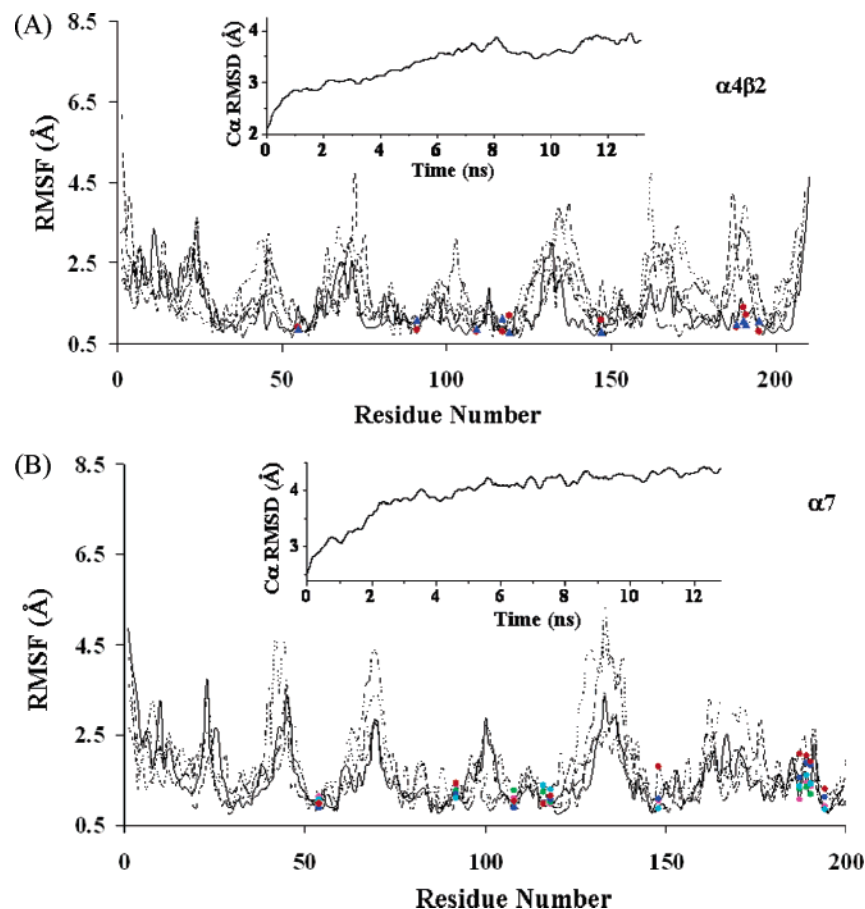 (A)
8.5
6.5
4.5
2.5
0.5
RMSF (Å)
0 50 100 150 200
Residue Number
α4β2
Cα RMSD (Å)
4
3
2
0 2 4 6 8 10 12
Time (ns)
(B)
8.5
6.5
4.5
2.5
0.5
RMSF (Å)
0 50 100 150 200
Residue Number
α7
Cα RMSD (Å)
4
3
0 2 4 6 8 10 12
Time (ns)